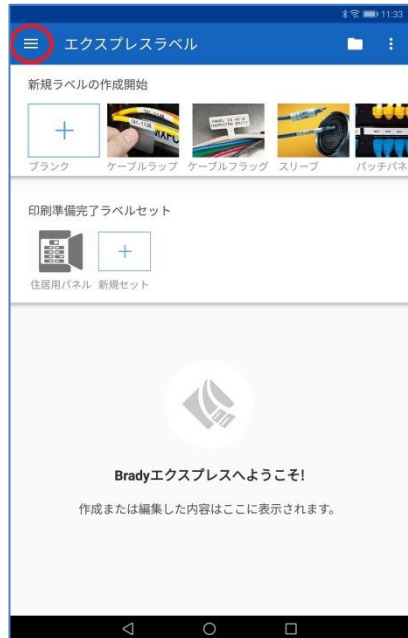 11:33
エクスプレスラベル
新規ラベルの作成開始
ブランク
ケーブルラップ
ケーブルフラッグ
スリーブ
パッチパネ
印刷準備完了ラベルセット
住居用パネル
新規セット
Bradyエクスプレスへようこそ!
作成または編集した内容はここに表示されます。